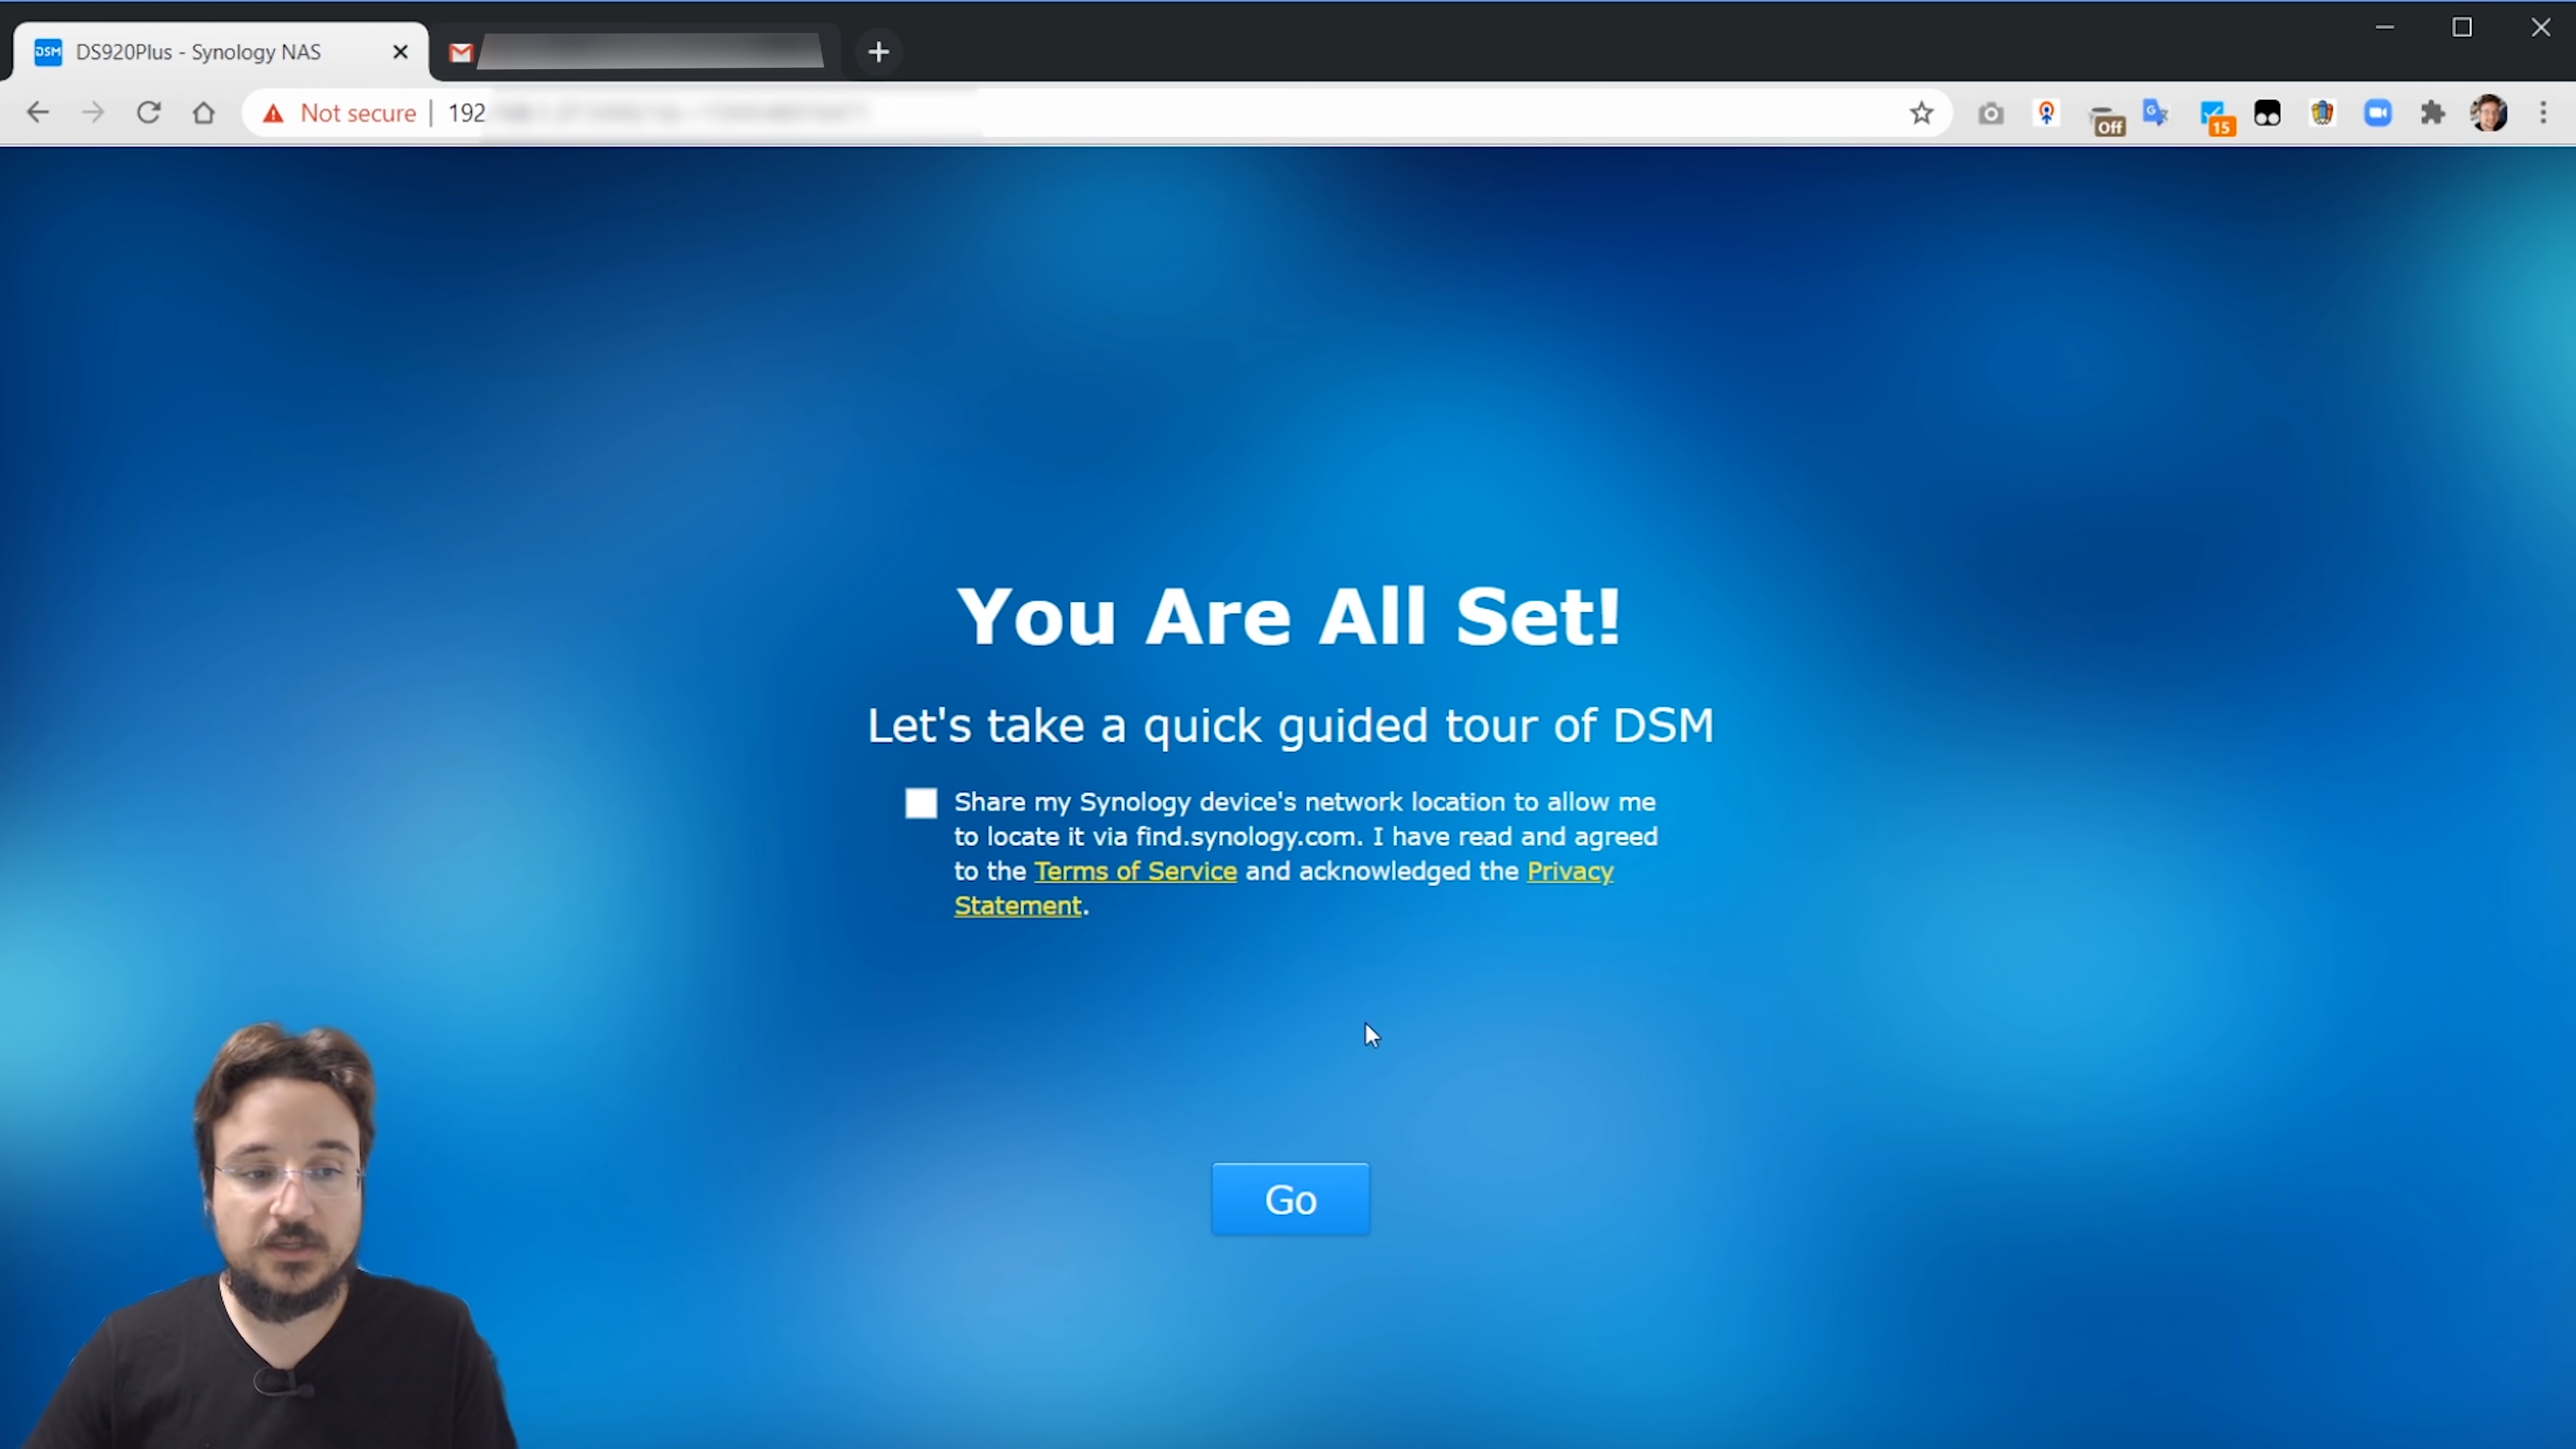 DSM DS920Plus - Synology NAS
Not secure 192
Off
15
You Are All Set!
Let's take a quick guided tour of DSM
Share my Synology device's network location to allow me
to locate it via find.synology.com. I have read and agreed
to the Terms of Service and acknowledged the Privacy
Statement.
Go